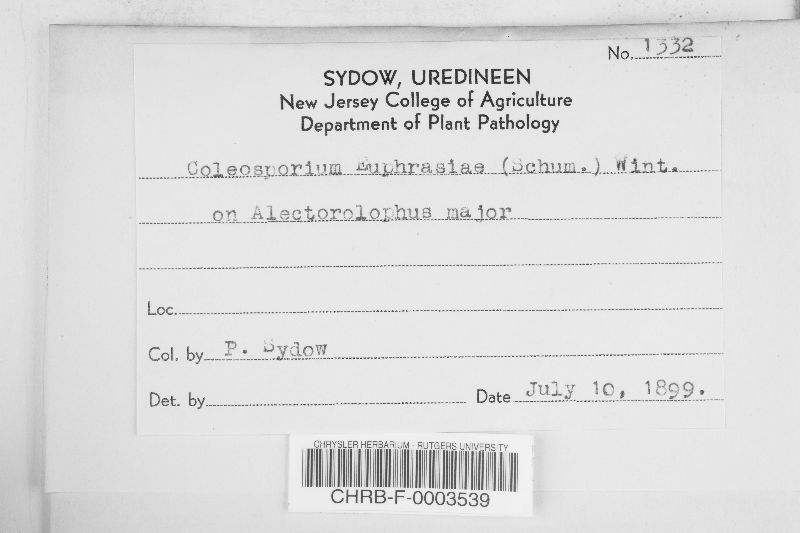 No. 1332
SYDOW, UREDINEEN
New Jersey College of Agriculture
Department of Plant Pathology
Coleosporium Euphrasiae (Schum.) Wint.
on Alectorolophus major
Loc.
Col. by P. Sydow
Det. by
Date July 10, 1899.
CHRYSLER HERBARIUM - RUTGERS UNIVERSITY
CHRB-F-0003539